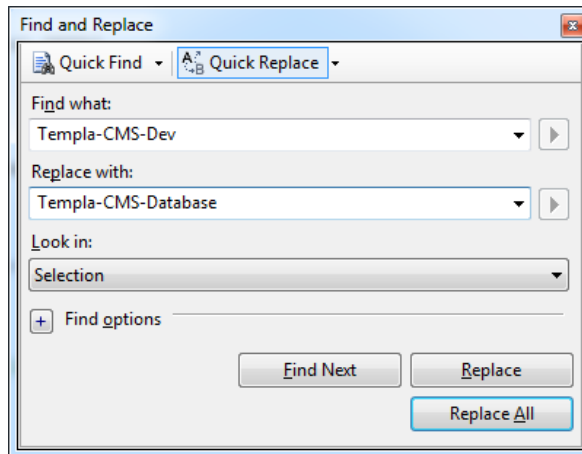 Find and Replace
Quick Find
Quick Replace
Find what:
Templa-CMS-Dev
Replace with:
Templa-CMS-Database
Look in:
Selection
Find options
Find Next
Replace
Replace All